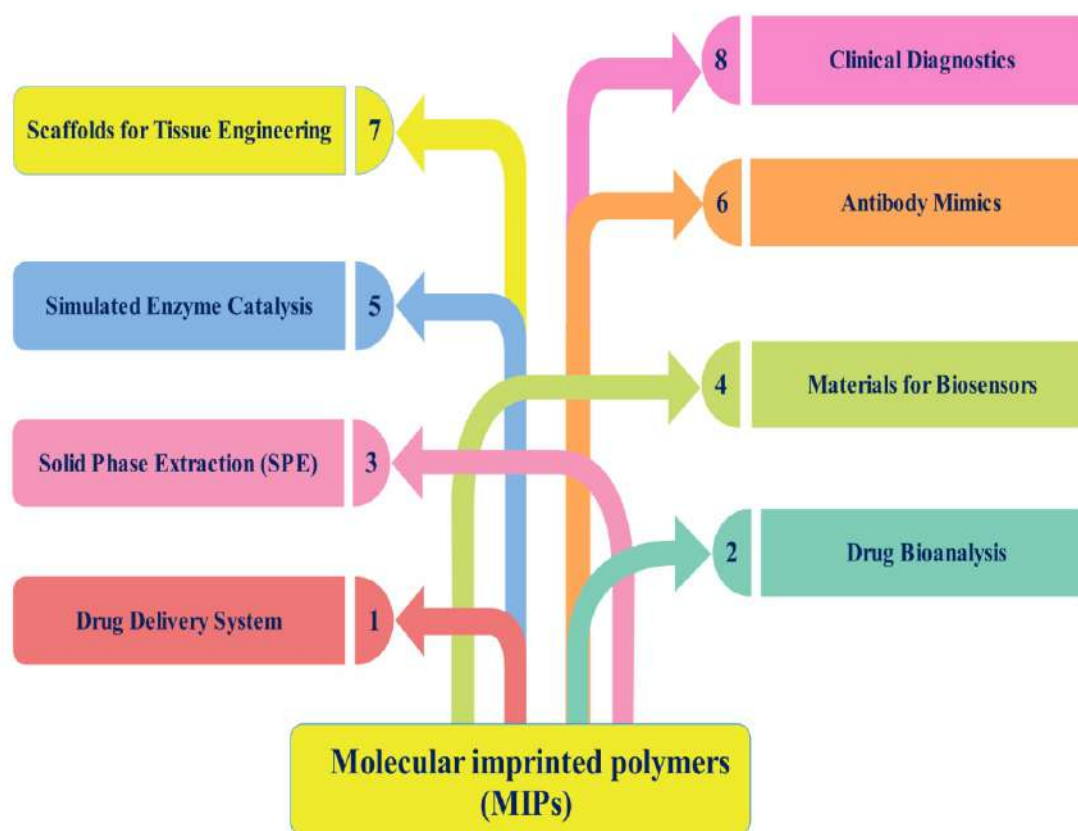 8 Clinical Diagnostics
Scaffolds for Tissue Engineering 7
6 Antibody Mimics
Simulated Enzyme Catalysis 5
4 Materials for Biosensors
Solid Phase Extraction (SPE) 3
2 Drug Bioanalysis
Drug Delivery System 1
Molecular imprinted polymers
(MIPs)